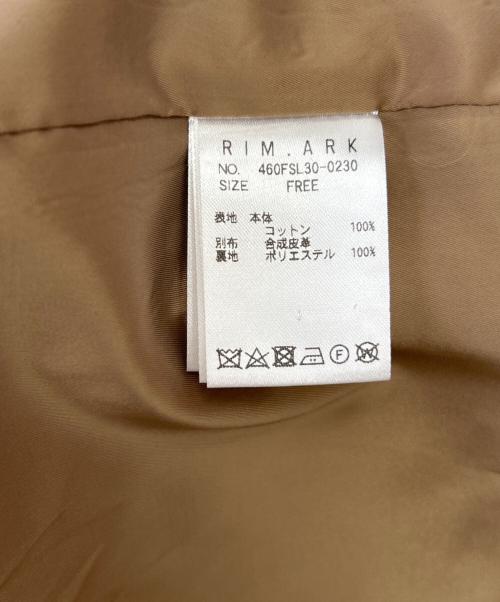 RIM.ARK
NO. 460FSL30-0230
SIZE FREE
表地 本体
コットン 100%
別布 合成皮革
裏地 ポリエステル 100%
F W